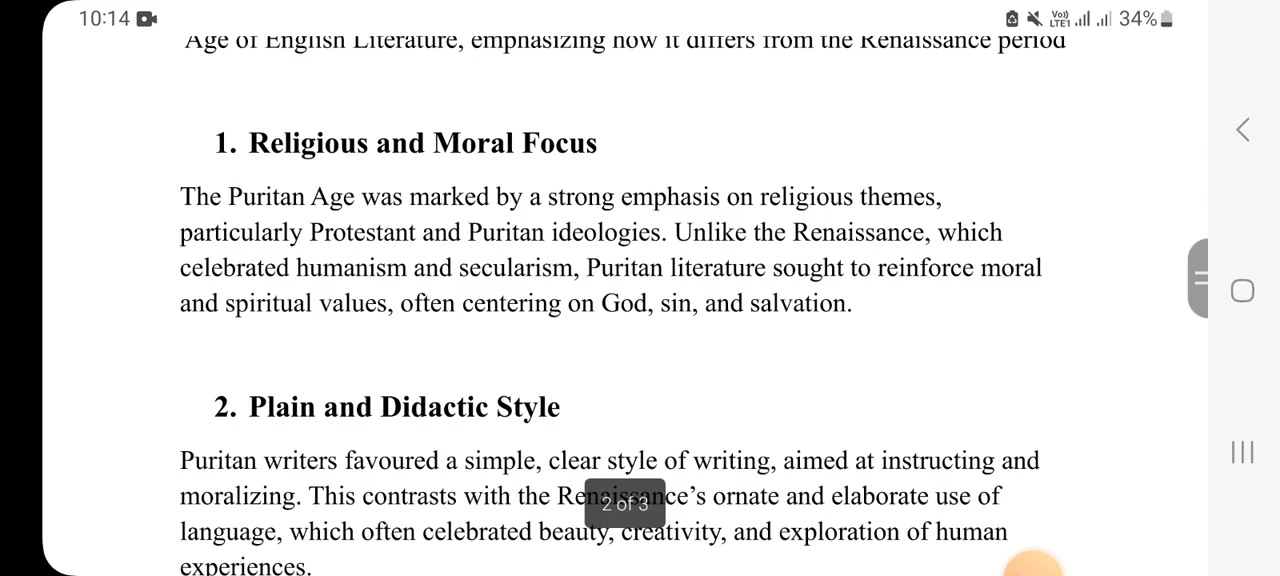 10:14
Vo))
LTE1
34%
Age of English Literature, emphasizing how it differs from the Renaissance period
1. Religious and Moral Focus
The Puritan Age was marked by a strong emphasis on religious themes,
particularly Protestant and Puritan ideologies. Unlike the Renaissance, which
celebrated humanism and secularism, Puritan literature sought to reinforce moral
and spiritual values, often centering on God, sin, and salvation.
2. Plain and Didactic Style
Puritan writers favoured a simple, clear style of writing, aimed at instructing and
moralizing. This contrasts with the Renaissance’s ornate and elaborate use of
2 of 3
language, which often celebrated beauty, creativity, and exploration of human
experiences.